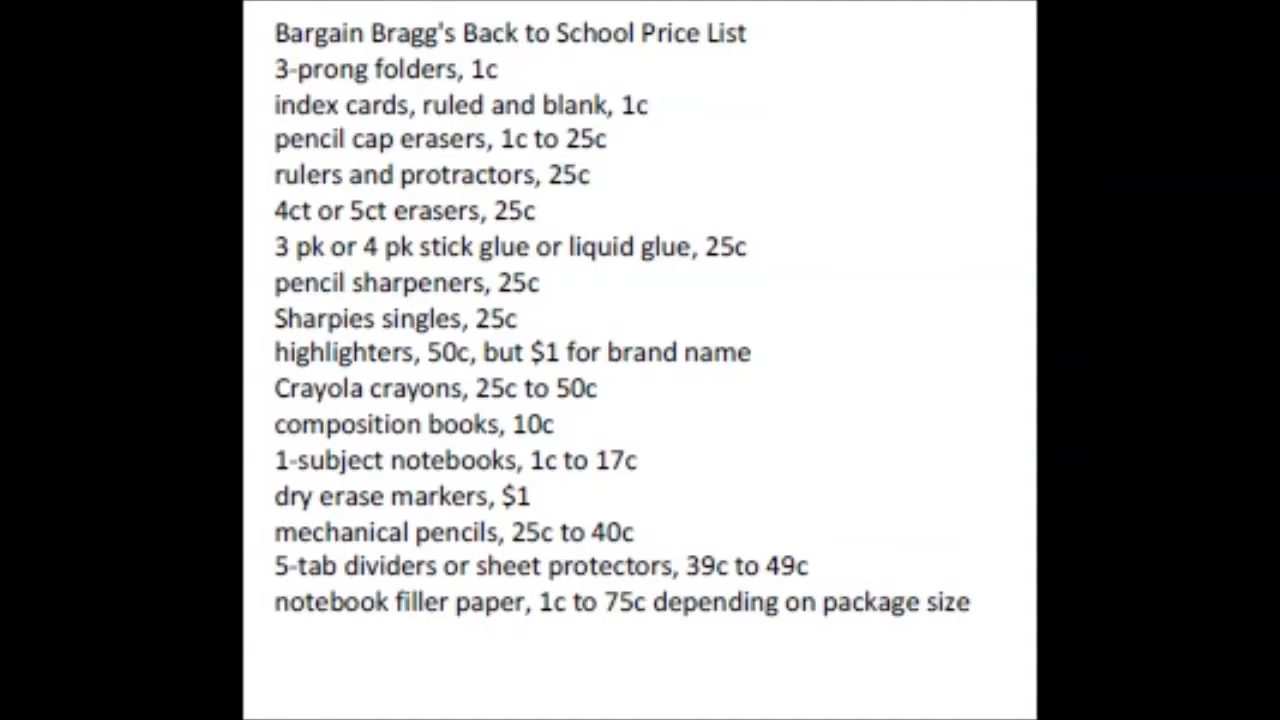 Bargain Bragg's Back to School Price List
3-prong folders, 1c
index cards, ruled and blank, 1c
pencil cap erasers, 1c to 25c
rulers and protractors, 25c
4ct or 5ct erasers, 25c
3 pk or 4 pk stick glue or liquid glue, 25c
pencil sharpeners, 25c
Sharpies singles, 25c
highlighters, 50c, but $1 for brand name
Crayola crayons, 25c to 50c
composition books, 10c
1-subject notebooks, 1c to 17c
dry erase markers, $1
mechanical pencils, 25c to 40c
5-tab dividers or sheet protectors, 39c to 49c
notebook filler paper, 1c to 75c depending on package size